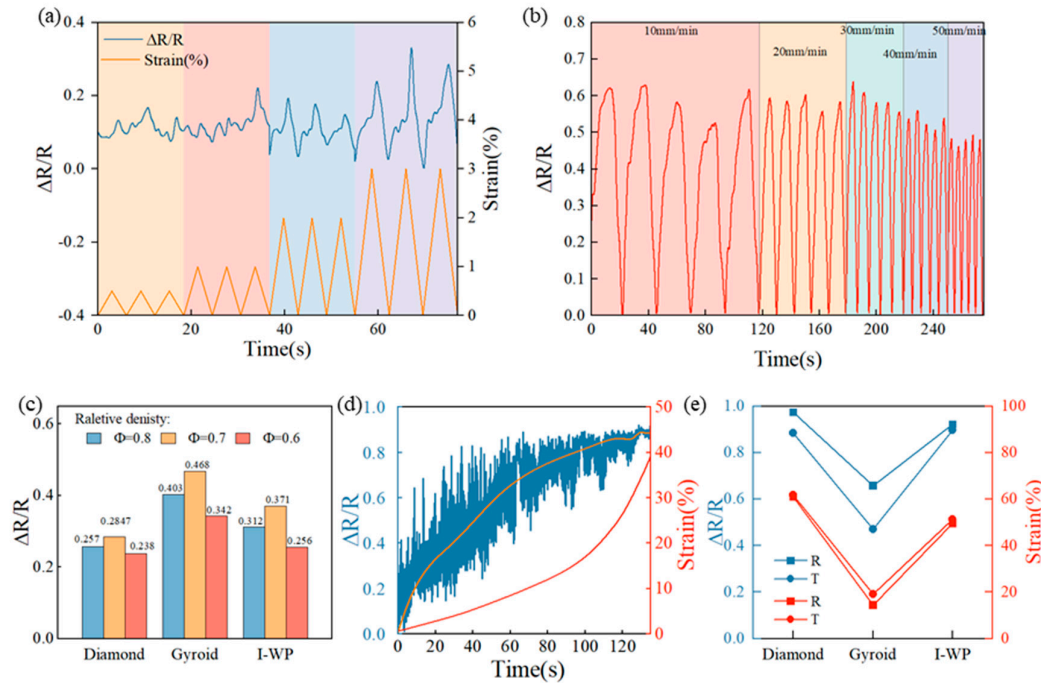 (a)
ΔR/R
Strain(%)
0.4
0.2
0.0
-0.2
-0.4
ΔR/R
6
5
4
3
2
1
0
Strain(%)
0
20
40
60
Time(s)
(b)
10mm/min
20mm/min
30mm/min
40mm/min
50mm/min
0.8
0.7
0.6
0.5
0.4
0.3
0.2
0.1
0.0
ΔR/R
0
40
80
120
160
200
240
Time(s)
(c)
Raletive denisty:
Φ=0.8
Φ=0.7
Φ=0.6
0.6
0.4
0.2
0.0
ΔR/R
0.257
0.2847
0.238
0.403
0.468
0.342
0.312
0.371
0.256
Diamond
Gyroid
I-WP
(d)
1.0
0.8
0.6
0.4
0.2
0.0
ΔR/R
50
40
30
20
10
0
Strain(%)
0
20
40
60
80
100
120
Time(s)
(e)
1.0
0.8
0.6
0.4
0.2
0.0
ΔR/R
100
80
60
40
20
0
Strain(%)
R
T
R
T
Diamond
Gyroid
I-WP